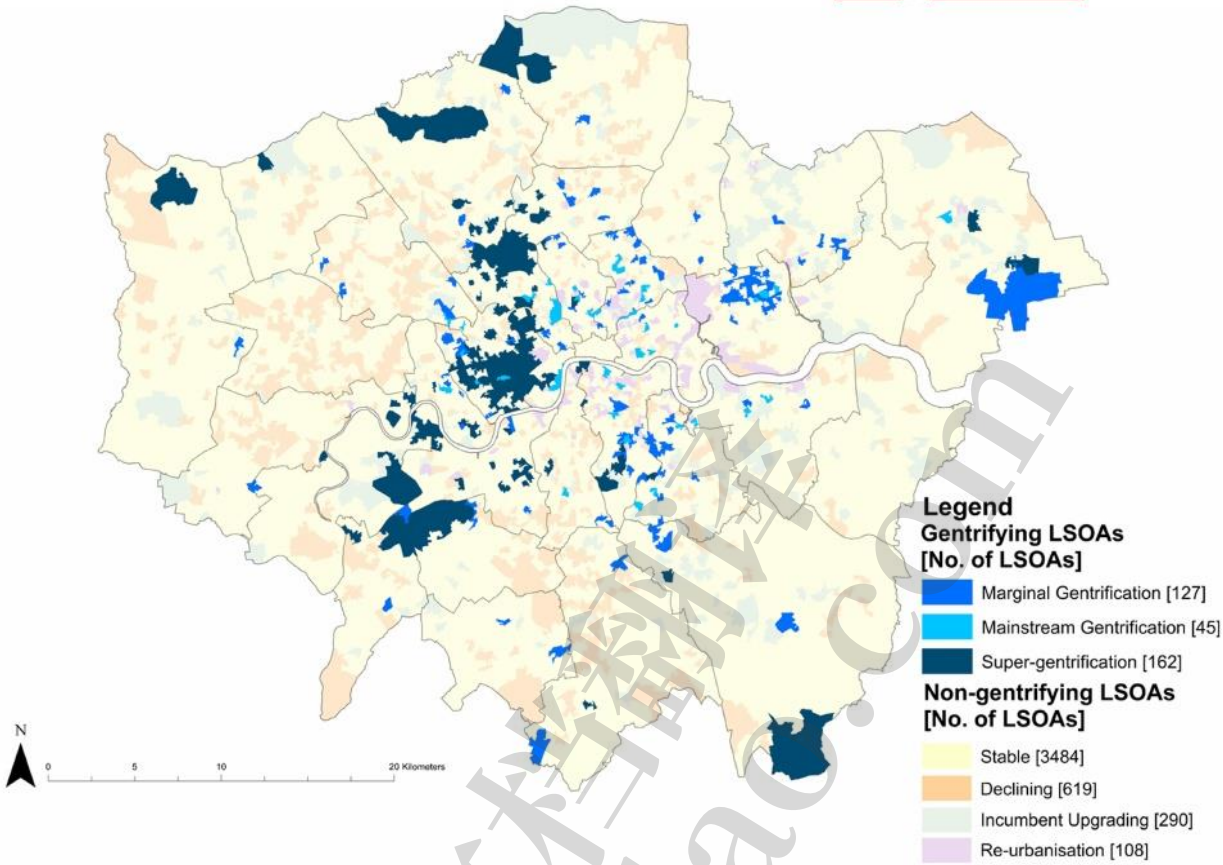 Legend
Gentrifying LSOAs
[No. of LSOAs]
Marginal Gentrification [127]
Mainstream Gentrification [45]
Super-gentrification [162]
Non-gentrifying LSOAs
[No. of LSOAs]
Stable [3484]
Declining [619]
Incumbent Upgrading [290]
Re-urbanisation [108]
N
0 5 10 20 Kilometers